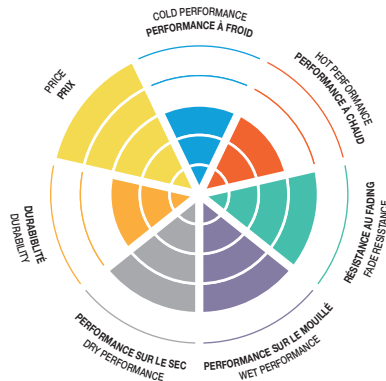 COLD PERFORMANCE
PERFORMANCE À FROID
HOT PERFORMANCE
PERFORMANCE À CHAUD
RÉSISTANCE AU FADING
FADE RESISTANCE
PERFORMANCE SUR LE MOUILLÉ
WET PERFORMANCE
PERFORMANCE SUR LE SEC
DRY PERFORMANCE
DURABIBLITÉ
DURABILITY
PRICE
PRIX